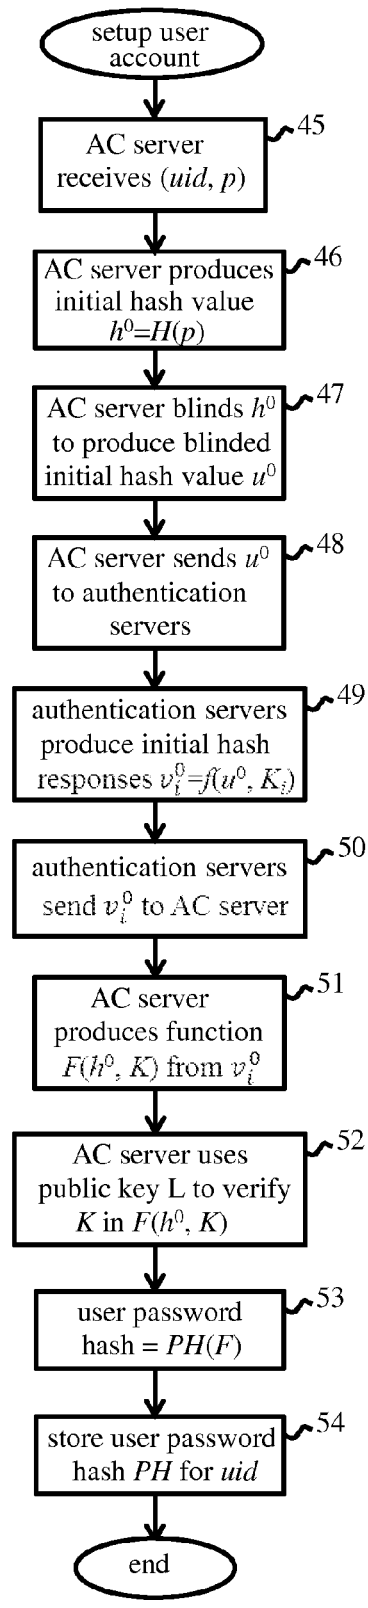 setup user
account
45
AC server
receives (uid, p)
46
AC server produces
initial hash value
h⁰=H(p)
47
AC server blinds h⁰
to produce blinded
initial hash value u⁰
48
AC server sends u⁰
to authentication
servers
49
authentication servers
produce initial hash
responses vᵢ⁰=f(u⁰, Kᵢ)
50
authentication servers
send vᵢ⁰ to AC server
51
AC server
produces function
F(h⁰, K) from vᵢ⁰
52
AC server uses
public key L to verify
K in F(h⁰, K)
53
user password
hash = PH(F)
54
store user password
hash PH for uid
end